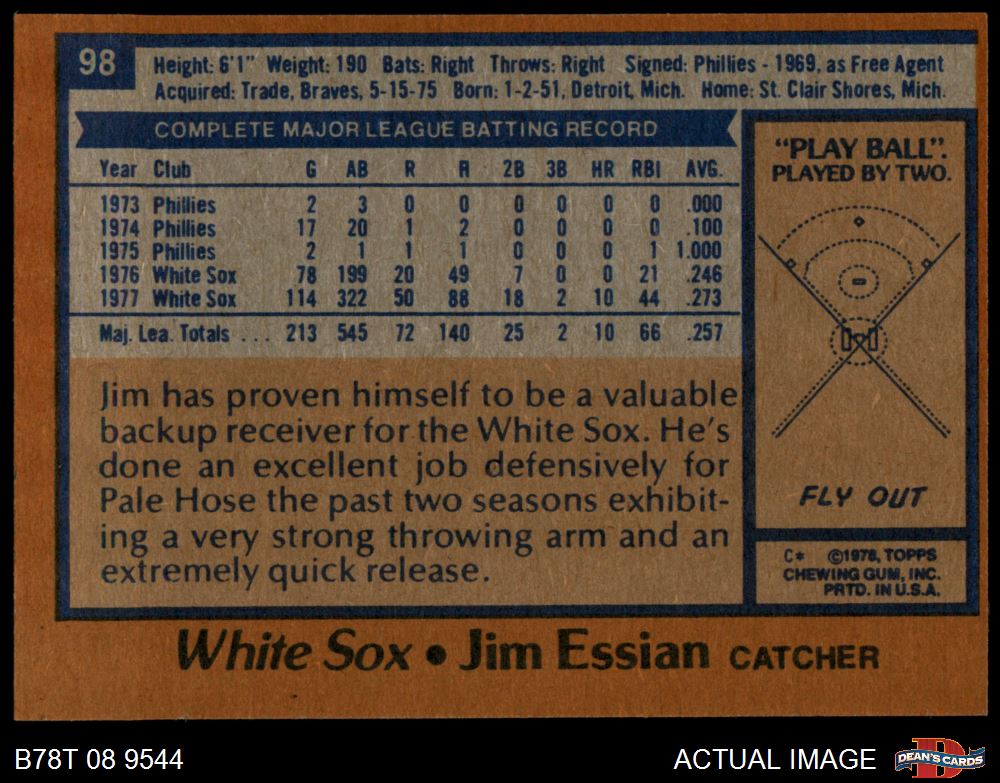 98
Height: 6'1" Weight: 190 Bats: Right Throws: Right Signed: Phillies - 1969, as Free Agent
Acquired: Trade, Braves, 5-15-75 Born: 1-2-51, Detroit, Mich. Home: St. Clair Shores, Mich.
COMPLETE MAJOR LEAGUE BATTING RECORD
Year Club G AB R H 2B 3B HR RBI AVG.
1973 Phillies 2 3 0 0 0 0 0 0 .000
1974 Phillies 17 20 1 2 0 0 0 0 .100
1975 Phillies 2 1 1 1 0 0 0 1 1.000
1976 White Sox 78 199 20 49 7 0 0 21 .246
1977 White Sox 114 322 50 88 18 2 10 44 .273
Maj. Lea. Totals ... 213 545 72 140 25 2 10 66 .257
Jim has proven himself to be a valuable
backup receiver for the White Sox. He's
done an excellent job defensively for
Pale Hose the past two seasons exhibit-
ing a very strong throwing arm and an
extremely quick release.
"PLAY BALL".
PLAYED BY TWO.
FLY OUT
C* ©1978, TOPPS
CHEWING GUM, INC.
PRTD. IN U.S.A.
White Sox • Jim Essian CATCHER
B78T 08 9544
ACTUAL IMAGE
D
DEAN'S CARDS